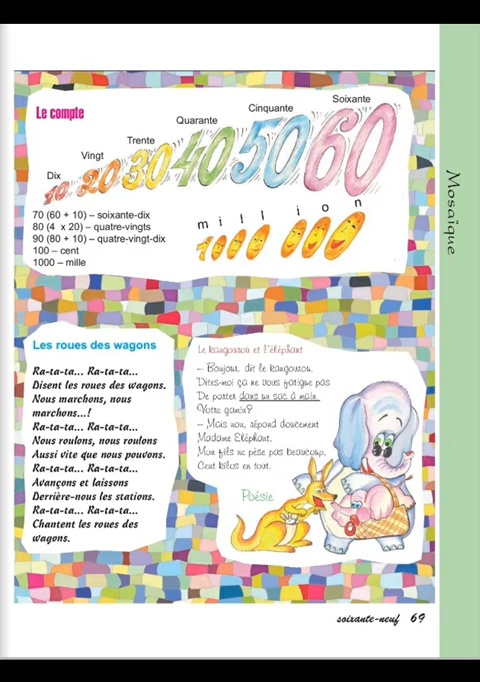 Le compte
Dix
Vingt
Trente
Quarante
Cinquante
Soixante
10 20 30 40 50 60
70 (60 + 10) – soixante-dix
80 (4 x 20) – quatre-vingts
90 (80 + 10) – quatre-vingt-dix
100 – cent
1000 – mille
million
1000000
Mosaïque
Les roues des wagons
Ra-ta-ta... Ra-ta-ta...
Disent les roues des wagons.
Nous marchons, nous
marchons...!
Ra-ta-ta... Ra-ta-ta...
Nous roulons, nous roulons
Aussi vite que nous pouvons.
Ra-ta-ta... Ra-ta-ta...
Avançons et laissons
Derrière-nous les stations.
Ra-ta-ta... Ra-ta-ta...
Chantent les roues des
wagons.
Le kangourou et l'éléphant
– Bonjour, dit le kangourou,
Dites-moi ça ne vous fatigue pas
De porter dans un sac à main
Votre gamin?
– Mais non, répond doucement
Madame Eléphant.
Mon fils ne pèse pas beaucoup,
Cent kilos en tout.
Poésie
soixante-neuf 69